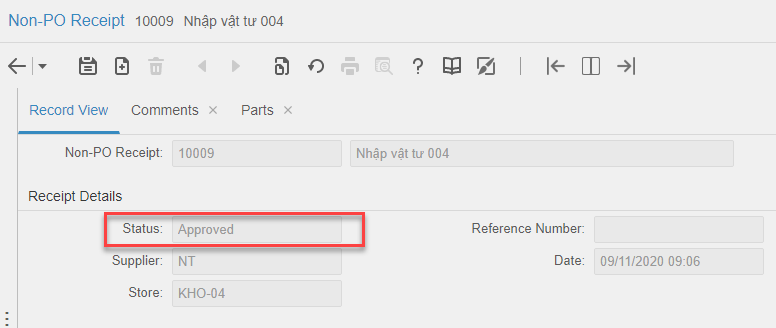 Non-PO Receipt 10009 Nhập vật tư 004
Record View Comments × Parts ×
Non-PO Receipt: 10009 Nhập vật tư 004
Receipt Details
Status: Approved Reference Number:
Supplier: NT Date: 09/11/2020 09:06
Store: KHO-04